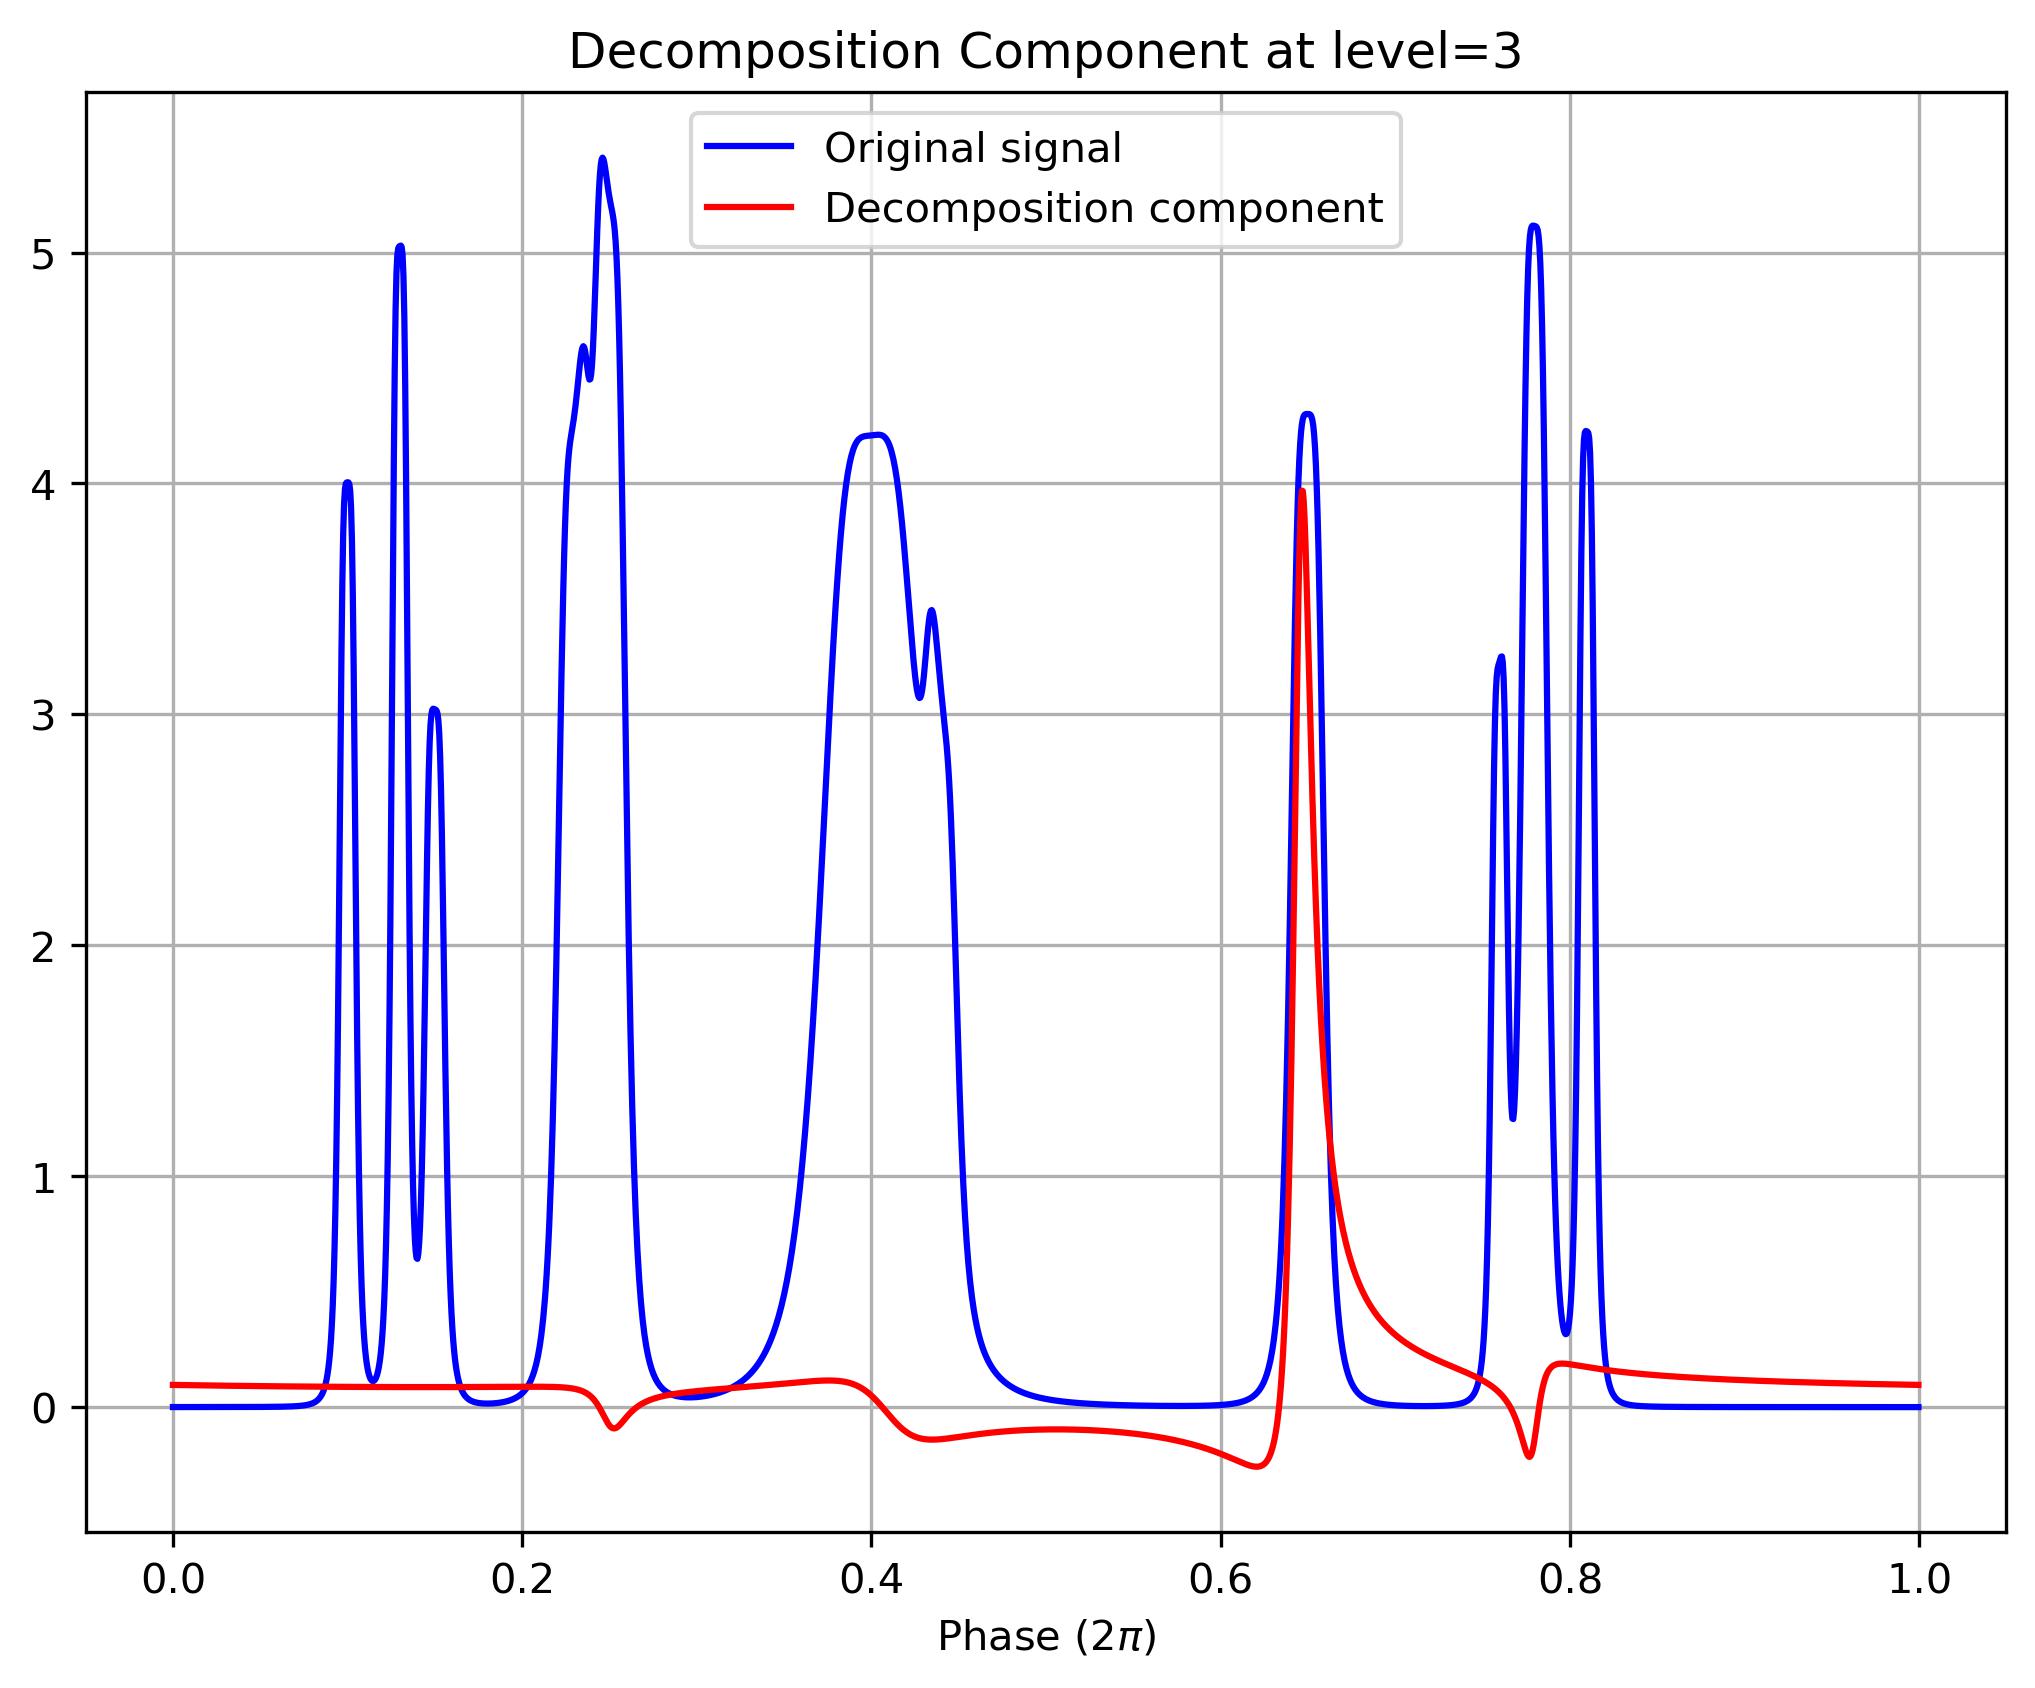 Decomposition Component at level=3
Original signal
Decomposition component
5
4
3
2
1
0
0.0 0.2 0.4 0.6 0.8 1.0
Phase (2π)